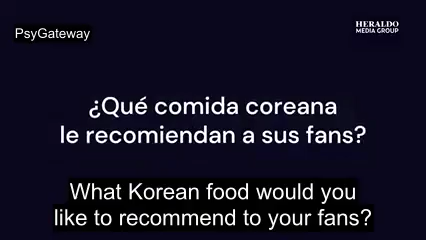 PsyGateway
HERALDO
MEDIA GROUP
¿Qué comida coreana
le recomiendan a sus fans?
What Korean food would you
like to recommend to your fans?